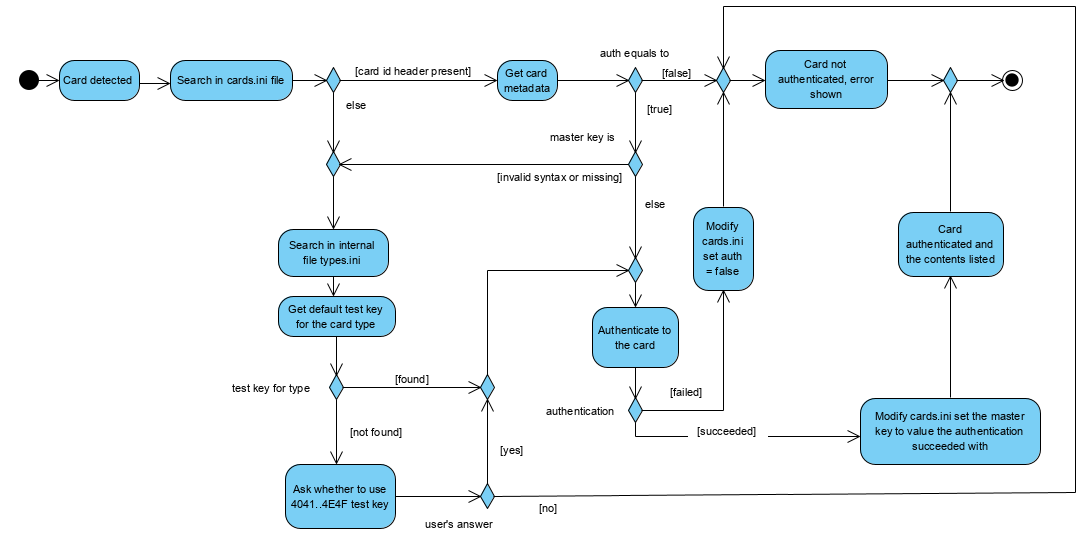 auth equals to
Card detected
Search in cards.ini file
[card id header present]
Get card
metadata
[false]
Card not
authenticated, error
shown
else
[true]
master key is
[invalid syntax or missing]
else
Modify
cards.ini
set auth
= false
Card
authenticated and
the contents listed
Search in internal
file types.ini
Get default test key
for the card type
Authenticate to
the card
test key for type
[found]
[failed]
authentication
[not found]
[succeeded]
Modify cards.ini set the master
key to value the authentication
succeeded with
[yes]
Ask whether to use
4041..4E4F test key
[no]
user's answer